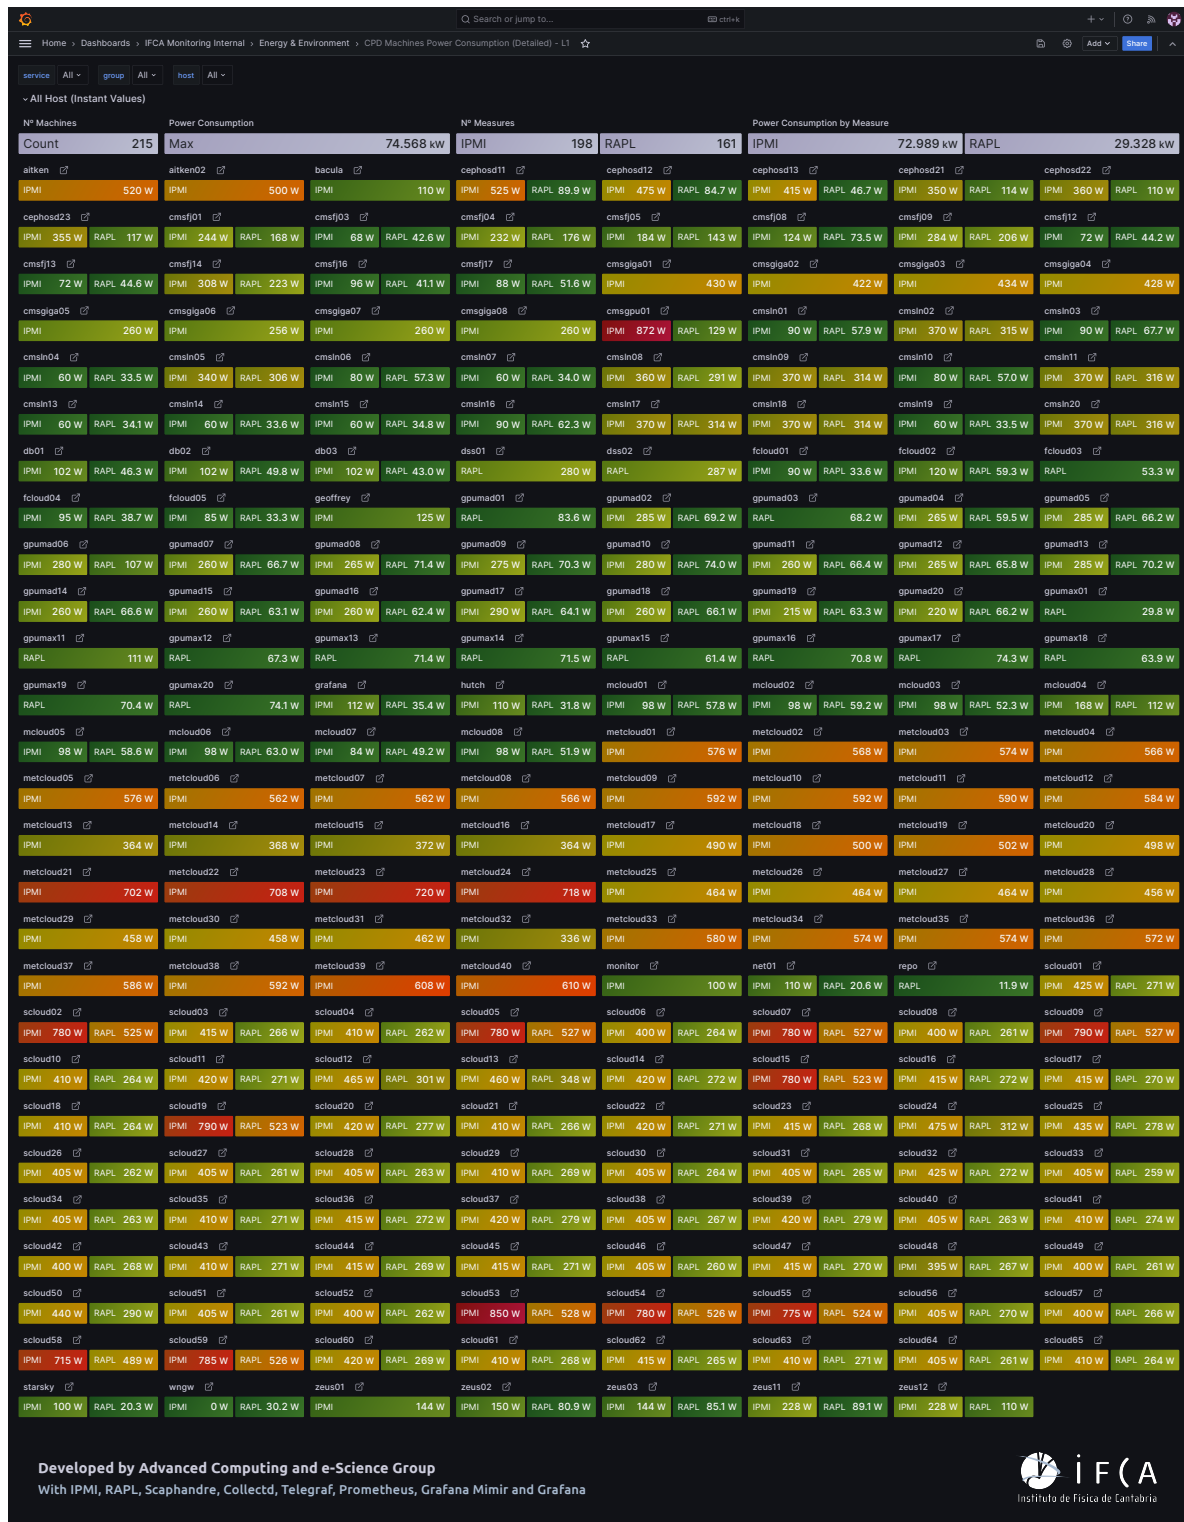 Search or jump to... ctrl+k
Home › Dashboards › IFCA Monitoring Internal › Energy & Environment › CPD Machines Power Consumption (Detailed) - L1 Add Share
service All group All host All
All Host (Instant Values)
Nº Machines Power Consumption Nº Measures Power Consumption by Measure
Count 215 Max 74.568 kW IPMI 198 RAPL 161 IPMI 72.989 kW RAPL 29.328 kW
aitken aitken02 bacula cephosd11 cephosd12 cephosd13 cephosd21 cephosd22
IPMI 520 W IPMI 500 W IPMI 110 W IPMI 525 W RAPL 89.9 W IPMI 475 W RAPL 84.7 W IPMI 415 W RAPL 46.7 W IPMI 350 W RAPL 114 W IPMI 360 W RAPL 110 W
cephosd23 cmsfj01 cmsfj03 cmsfj04 cmsfj05 cmsfj08 cmsfj09 cmsfj12
IPMI 355 W RAPL 117 W IPMI 244 W RAPL 168 W IPMI 68 W RAPL 42.6 W IPMI 232 W RAPL 176 W IPMI 184 W RAPL 143 W IPMI 124 W RAPL 73.5 W IPMI 284 W RAPL 206 W IPMI 72 W RAPL 44.2 W
cmsfj13 cmsfj14 cmsfj16 cmsfj17 cmsgiga01 cmsgiga02 cmsgiga03 cmsgiga04
IPMI 72 W RAPL 44.6 W IPMI 308 W RAPL 223 W IPMI 96 W RAPL 41.1 W IPMI 88 W RAPL 51.6 W IPMI 430 W IPMI 422 W IPMI 434 W IPMI 428 W
cmsgiga05 cmsgiga06 cmsgiga07 cmsgiga08 cmsgpu01 cmsln01 cmsln02 cmsln03
IPMI 260 W IPMI 256 W IPMI 260 W IPMI 260 W IPMI 872 W RAPL 129 W IPMI 90 W RAPL 57.9 W IPMI 370 W RAPL 315 W IPMI 90 W RAPL 67.7 W
cmsln04 cmsln05 cmsln06 cmsln07 cmsln08 cmsln09 cmsln10 cmsln11
IPMI 60 W RAPL 33.5 W IPMI 340 W RAPL 306 W IPMI 80 W RAPL 57.3 W IPMI 60 W RAPL 34.0 W IPMI 360 W RAPL 291 W IPMI 370 W RAPL 314 W IPMI 80 W RAPL 57.0 W IPMI 370 W RAPL 316 W
cmsln13 cmsln14 cmsln15 cmsln16 cmsln17 cmsln18 cmsln19 cmsln20
IPMI 60 W RAPL 34.1 W IPMI 60 W RAPL 33.6 W IPMI 60 W RAPL 34.8 W IPMI 90 W RAPL 62.3 W IPMI 370 W RAPL 314 W IPMI 370 W RAPL 314 W IPMI 60 W RAPL 33.5 W IPMI 370 W RAPL 316 W
db01 db02 db03 dss01 dss02 fcloud01 fcloud02 fcloud03
IPMI 102 W RAPL 46.3 W IPMI 102 W RAPL 49.8 W IPMI 102 W RAPL 43.0 W RAPL 280 W RAPL 287 W IPMI 90 W RAPL 33.6 W IPMI 120 W RAPL 59.3 W RAPL 53.3 W
fcloud04 fcloud05 geoffrey gpumad01 gpumad02 gpumad03 gpumad04 gpumad05
IPMI 95 W RAPL 38.7 W IPMI 85 W RAPL 33.3 W IPMI 125 W RAPL 83.6 W IPMI 285 W RAPL 69.2 W RAPL 68.2 W IPMI 265 W RAPL 59.5 W IPMI 285 W RAPL 66.2 W
gpumad06 gpumad07 gpumad08 gpumad09 gpumad10 gpumad11 gpumad12 gpumad13
IPMI 280 W RAPL 107 W IPMI 260 W RAPL 66.7 W IPMI 265 W RAPL 71.4 W IPMI 275 W RAPL 70.3 W IPMI 280 W RAPL 74.0 W IPMI 260 W RAPL 66.4 W IPMI 265 W RAPL 65.8 W IPMI 285 W RAPL 70.2 W
gpumad14 gpumad15 gpumad16 gpumad17 gpumad18 gpumad19 gpumad20 gpumax01
IPMI 260 W RAPL 66.6 W IPMI 260 W RAPL 63.1 W IPMI 260 W RAPL 62.4 W IPMI 290 W RAPL 64.1 W IPMI 260 W RAPL 66.1 W IPMI 215 W RAPL 63.3 W IPMI 220 W RAPL 66.2 W RAPL 29.8 W
gpumax11 gpumax12 gpumax13 gpumax14 gpumax15 gpumax16 gpumax17 gpumax18
RAPL 111 W RAPL 67.3 W RAPL 71.4 W RAPL 71.5 W RAPL 61.4 W RAPL 70.8 W RAPL 74.3 W RAPL 63.9 W
gpumax19 gpumax20 grafana hutch mcloud01 mcloud02 mcloud03 mcloud04
RAPL 70.4 W RAPL 74.1 W IPMI 112 W RAPL 35.4 W IPMI 110 W RAPL 31.8 W IPMI 98 W RAPL 57.8 W IPMI 98 W RAPL 59.2 W IPMI 98 W RAPL 52.3 W IPMI 168 W RAPL 112 W
mcloud05 mcloud06 mcloud07 mcloud08 metcloud01 metcloud02 metcloud03 metcloud04
IPMI 98 W RAPL 58.6 W IPMI 98 W RAPL 63.0 W IPMI 84 W RAPL 49.2 W IPMI 98 W RAPL 51.9 W IPMI 576 W IPMI 568 W IPMI 574 W IPMI 566 W
metcloud05 metcloud06 metcloud07 metcloud08 metcloud09 metcloud10 metcloud11 metcloud12
IPMI 576 W IPMI 562 W IPMI 562 W IPMI 566 W IPMI 592 W IPMI 592 W IPMI 590 W IPMI 584 W
metcloud13 metcloud14 metcloud15 metcloud16 metcloud17 metcloud18 metcloud19 metcloud20
IPMI 364 W IPMI 368 W IPMI 372 W IPMI 364 W IPMI 490 W IPMI 500 W IPMI 502 W IPMI 498 W
metcloud21 metcloud22 metcloud23 metcloud24 metcloud25 metcloud26 metcloud27 metcloud28
IPMI 702 W IPMI 708 W IPMI 720 W IPMI 718 W IPMI 464 W IPMI 464 W IPMI 464 W IPMI 456 W
metcloud29 metcloud30 metcloud31 metcloud32 metcloud33 metcloud34 metcloud35 metcloud36
IPMI 458 W IPMI 458 W IPMI 462 W IPMI 336 W IPMI 580 W IPMI 574 W IPMI 574 W IPMI 572 W
metcloud37 metcloud38 metcloud39 metcloud40 monitor net01 repo scloud01
IPMI 586 W IPMI 592 W IPMI 608 W IPMI 610 W IPMI 100 W IPMI 110 W RAPL 20.6 W RAPL 11.9 W IPMI 425 W RAPL 271 W
scloud02 scloud03 scloud04 scloud05 scloud06 scloud07 scloud08 scloud09
IPMI 780 W RAPL 525 W IPMI 415 W RAPL 266 W IPMI 410 W RAPL 262 W IPMI 780 W RAPL 527 W IPMI 400 W RAPL 264 W IPMI 780 W RAPL 527 W IPMI 400 W RAPL 261 W IPMI 790 W RAPL 527 W
scloud10 scloud11 scloud12 scloud13 scloud14 scloud15 scloud16 scloud17
IPMI 410 W RAPL 264 W IPMI 420 W RAPL 271 W IPMI 465 W RAPL 301 W IPMI 460 W RAPL 348 W IPMI 420 W RAPL 272 W IPMI 780 W RAPL 523 W IPMI 415 W RAPL 272 W IPMI 415 W RAPL 270 W
scloud18 scloud19 scloud20 scloud21 scloud22 scloud23 scloud24 scloud25
IPMI 410 W RAPL 264 W IPMI 790 W RAPL 523 W IPMI 420 W RAPL 277 W IPMI 410 W RAPL 266 W IPMI 420 W RAPL 271 W IPMI 415 W RAPL 268 W IPMI 475 W RAPL 312 W IPMI 435 W RAPL 278 W
scloud26 scloud27 scloud28 scloud29 scloud30 scloud31 scloud32 scloud33
IPMI 405 W RAPL 262 W IPMI 405 W RAPL 261 W IPMI 405 W RAPL 263 W IPMI 410 W RAPL 269 W IPMI 405 W RAPL 264 W IPMI 405 W RAPL 265 W IPMI 425 W RAPL 272 W IPMI 405 W RAPL 259 W
scloud34 scloud35 scloud36 scloud37 scloud38 scloud39 scloud40 scloud41
IPMI 405 W RAPL 263 W IPMI 410 W RAPL 271 W IPMI 415 W RAPL 272 W IPMI 420 W RAPL 279 W IPMI 405 W RAPL 267 W IPMI 420 W RAPL 279 W IPMI 405 W RAPL 263 W IPMI 410 W RAPL 274 W
scloud42 scloud43 scloud44 scloud45 scloud46 scloud47 scloud48 scloud49
IPMI 400 W RAPL 268 W IPMI 410 W RAPL 271 W IPMI 415 W RAPL 269 W IPMI 415 W RAPL 271 W IPMI 405 W RAPL 260 W IPMI 415 W RAPL 270 W IPMI 395 W RAPL 267 W IPMI 400 W RAPL 261 W
scloud50 scloud51 scloud52 scloud53 scloud54 scloud55 scloud56 scloud57
IPMI 440 W RAPL 290 W IPMI 405 W RAPL 261 W IPMI 400 W RAPL 262 W IPMI 850 W RAPL 528 W IPMI 780 W RAPL 526 W IPMI 775 W RAPL 524 W IPMI 405 W RAPL 270 W IPMI 400 W RAPL 266 W
scloud58 scloud59 scloud60 scloud61 scloud62 scloud63 scloud64 scloud65
IPMI 715 W RAPL 489 W IPMI 785 W RAPL 526 W IPMI 420 W RAPL 269 W IPMI 410 W RAPL 268 W IPMI 415 W RAPL 265 W IPMI 410 W RAPL 271 W IPMI 405 W RAPL 261 W IPMI 410 W RAPL 264 W
starsky wngw zeus01 zeus02 zeus03 zeus11 zeus12
IPMI 100 W RAPL 20.3 W IPMI 0 W RAPL 30.2 W IPMI 144 W IPMI 150 W RAPL 80.9 W IPMI 144 W RAPL 85.1 W IPMI 228 W RAPL 89.1 W IPMI 228 W RAPL 110 W
Developed by Advanced Computing and e-Science Group
With IPMI, RAPL, Scaphandre, Collectd, Telegraf, Prometheus, Grafana Mimir and Grafana
iFCA
Instituto de Física de Cantabria